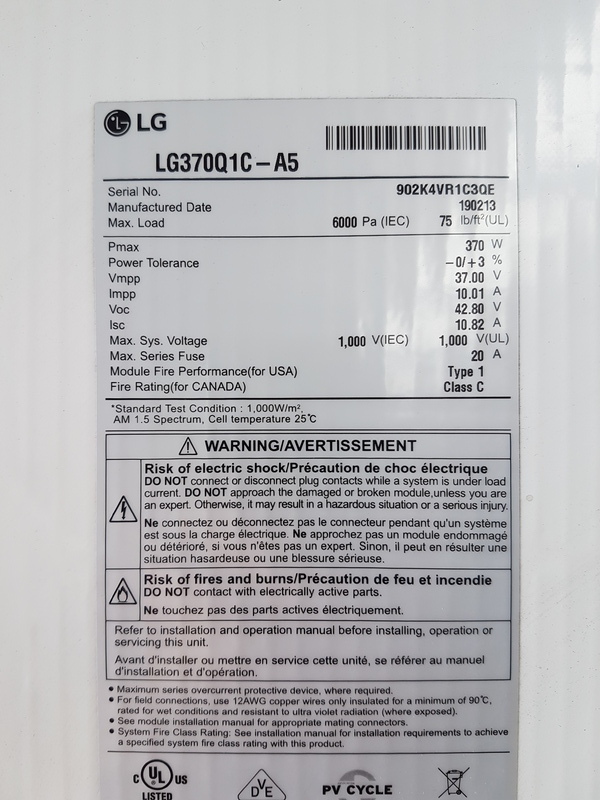 LG
LG370Q1C-A5
Serial No. 902K4VR1C3QE
Manufactured Date 190213
Max. Load 6000 Pa (IEC) 75 lb/ft²(UL)
Pmax 370 W
Power Tolerance -0/+3 %
Vmpp 37.00 V
Impp 10.01 A
Voc 42.80 V
Isc 10.82 A
Max. Sys. Voltage 1,000 V(IEC) 1,000 V(UL)
Max. Series Fuse 20 A
Module Fire Performance(for USA) Type 1
Fire Rating(for CANADA) Class C
*Standard Test Condition : 1,000W/m²,
AM 1.5 Spectrum, Cell temperature 25℃
WARNING/AVERTISSEMENT
Risk of electric shock/Précaution de choc électrique
DO NOT connect or disconnect plug contacts while a system is under load
current. DO NOT approach the damaged or broken module,unless you are
an expert. Otherwise, it may result in a hazardous situation or a serious injury.
Ne connectez ou déconnectez pas le connecteur pendant qu'un système
est sous la charge électrique. Ne approchez pas un module endommagé
ou détérioré, si vous n'êtes pas un expert. Sinon, il peut en résulter une
situation hasardeuse ou une blessure sérieuse.
Risk of fires and burns/Précaution de feu et incendie
DO NOT contact with electrically active parts.
Ne touchez pas des parts actives électriquement.
Refer to installation and operation manual before installing, operation or
servicing this unit.
Avant d'installer ou mettre en service cette unité, se référer au manuel
d'installation et d'opération.
• Maximum series overcurrent protective device, where required.
• For field connections, use 12AWG copper wires only insulated for a minimum of 90℃,
rated for wet conditions and resistant to ultra violet radiation (where exposed).
• See module installation manual for appropriate mating connectors.
• System Fire Class Rating: See installation manual for installation requirements to achieve
a specified system fire class rating with this product.
C UL US
LISTED
DVE
PV CYCLE